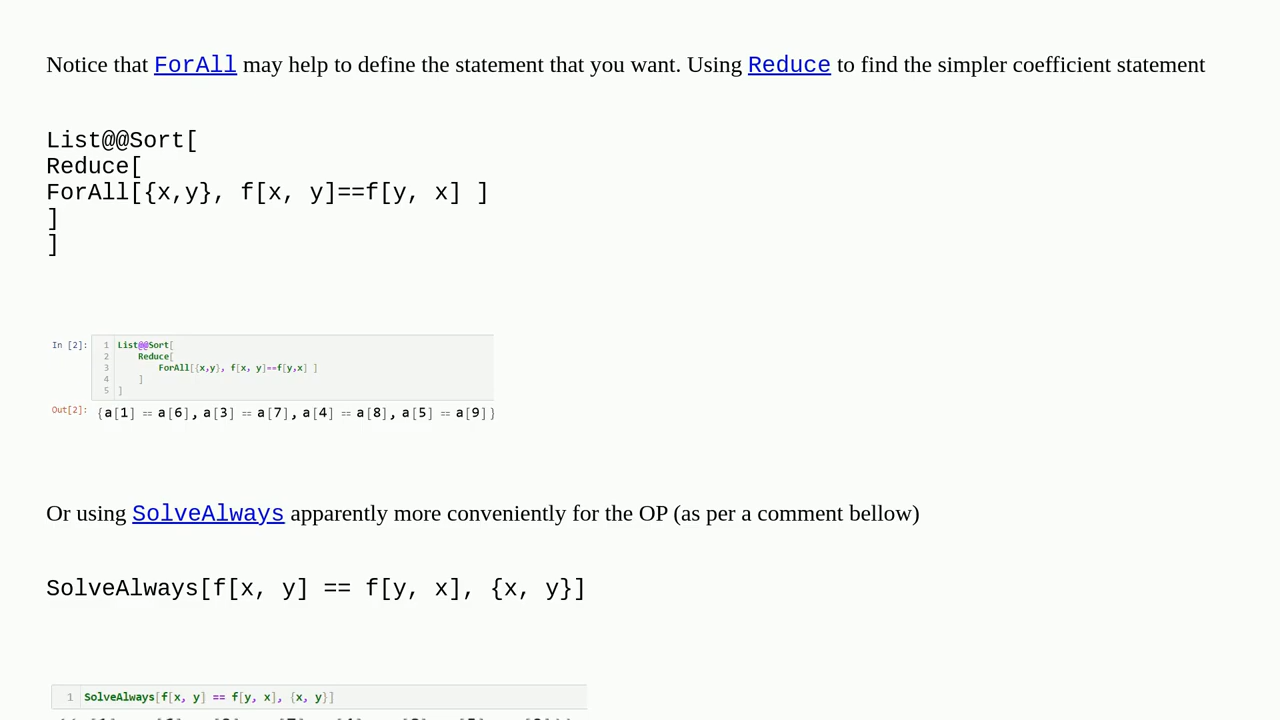 Notice that ForAll may help to define the statement that you want. Using Reduce to find the simpler coefficient statement
List@@Sort[
Reduce[
ForAll[{x,y}, f[x, y]==f[y, x] ]
]
]
In [2]:
1 List@@Sort[
2 Reduce[
3 ForAll[{x,y}, f[x, y]==f[y,x] ]
4 ]
5 ]
Out[2]: {a[1] == a[6], a[3] == a[7], a[4] == a[8], a[5] == a[9]}
Or using SolveAlways apparently more conveniently for the OP (as per a comment bellow)
SolveAlways[f[x, y] == f[y, x], {x, y}]
1 SolveAlways[f[x, y] == f[y, x], {x, y}]